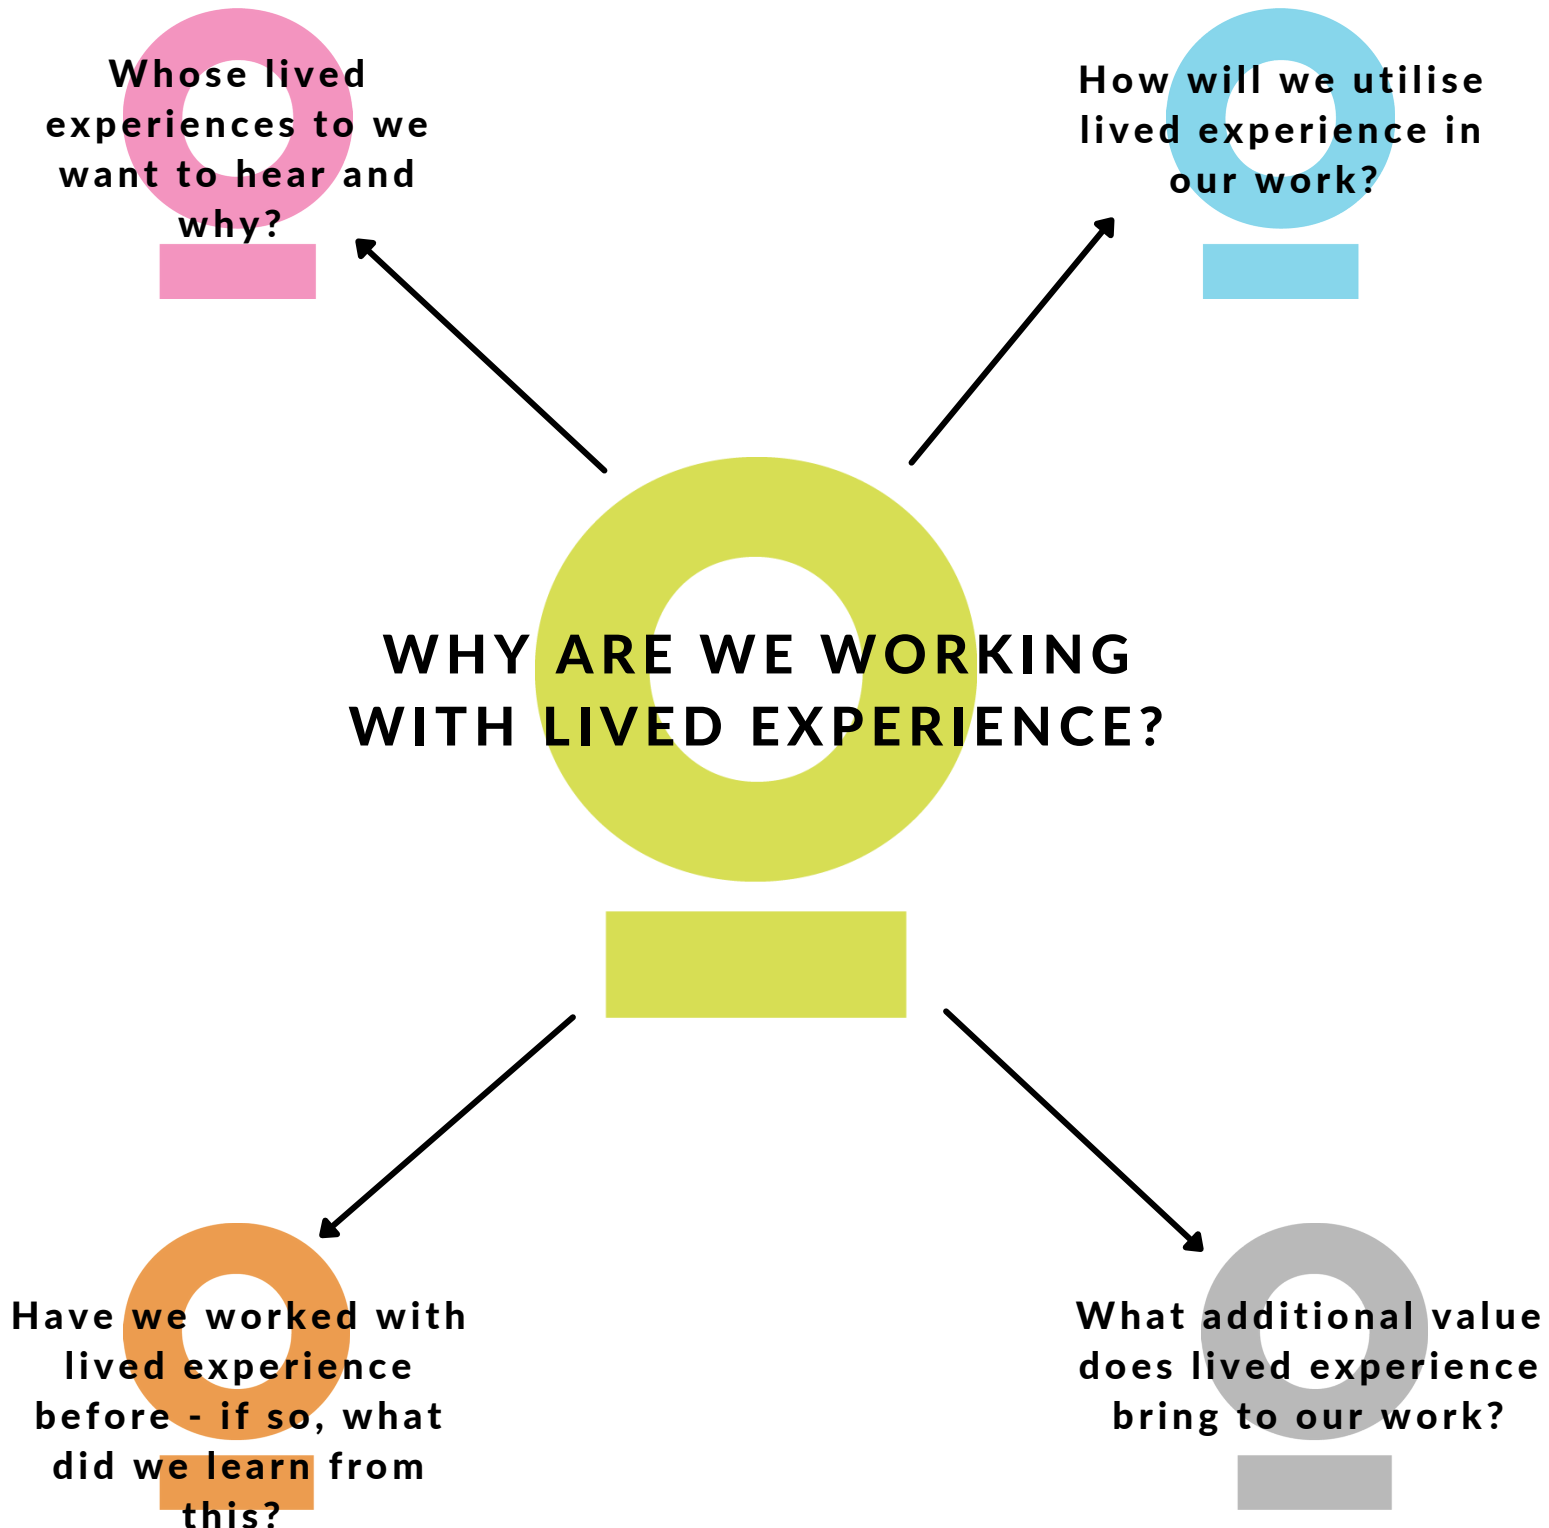 Whose lived
experiences to we
want to hear and
why?
How will we utilise
lived experience in
our work?
WHY ARE WE WORKING
WITH LIVED EXPERIENCE?
Have we worked with
lived experience
before - if so, what
did we learn from
this?
What additional value
does lived experience
bring to our work?